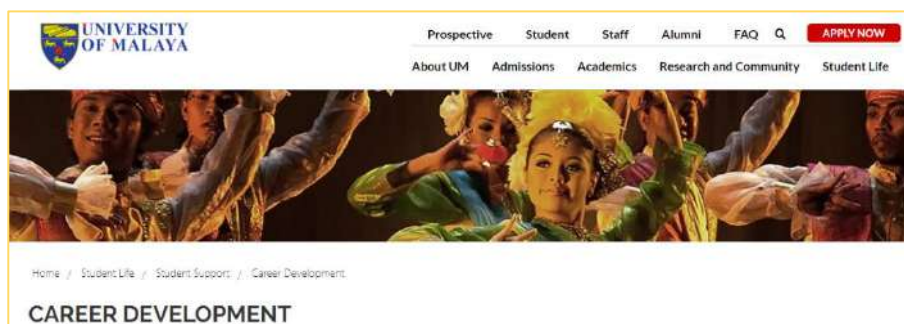 UNIVERSITY
OF MALAYA
Prospective Student Staff Alumni FAQ APPLY NOW
About UM Admissions Academics Research and Community Student Life
Home / Student Life / Student Support / Career Development
CAREER DEVELOPMENT